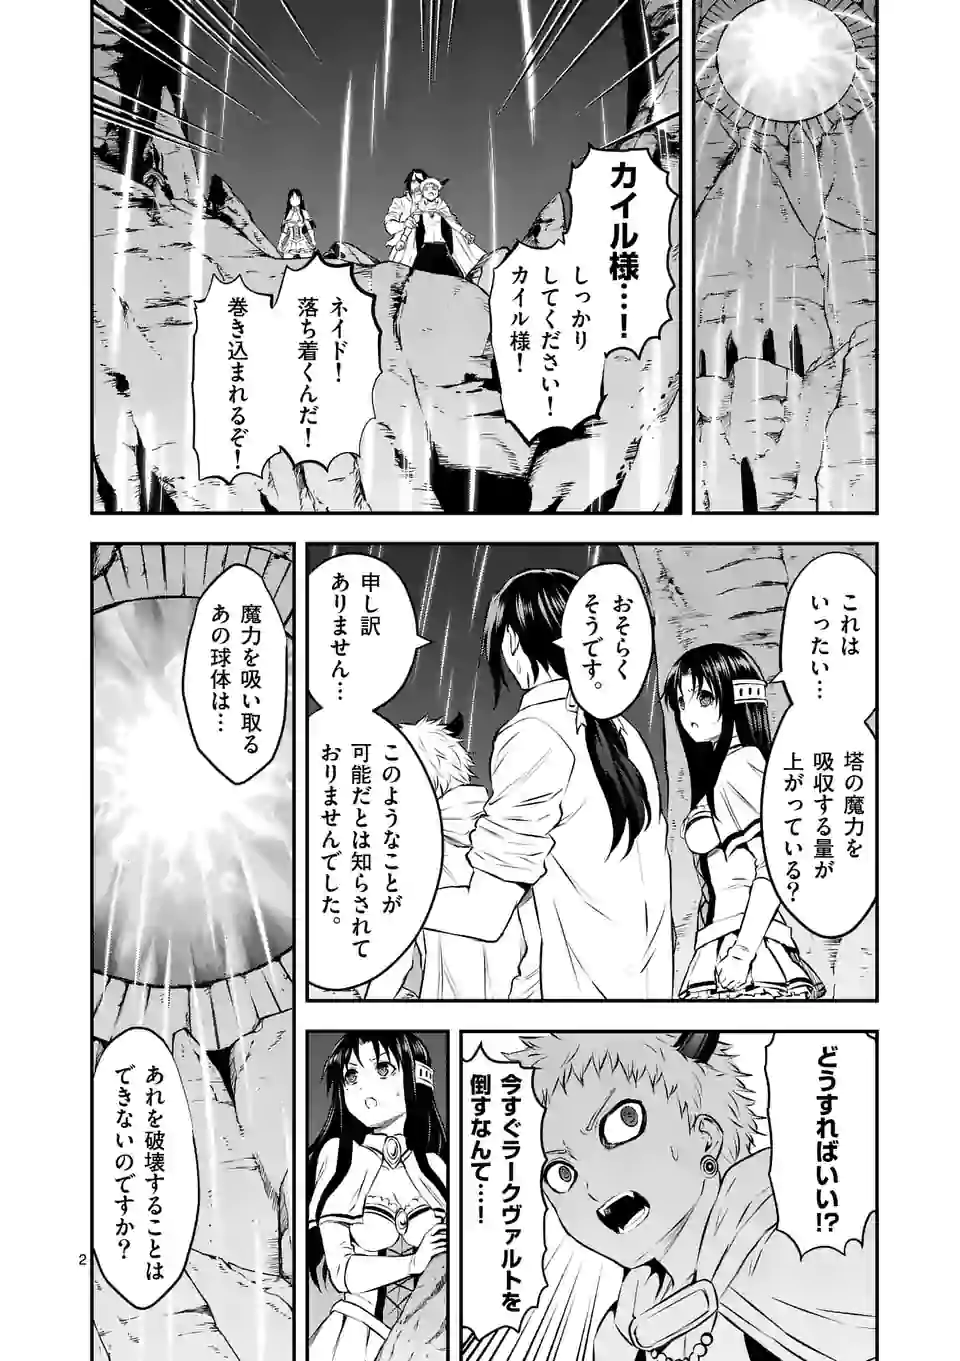 カイル様…！
しっかり
してください！
カイル様！
ネイド！
落ち着くんだ！
巻き込まれるぞ！
これは
いったい…
塔の魔力を
吸収する量が
上がっている？
おそらく
そうです。
申し訳
ありません…
このようなことが
可能だとは知らされて
おりませんでした。
魔力を吸い取る
あの球体は…
どうすればいい!?
今すぐラークヴァルトを
倒すなんて……！
あれを破壊することは
できないのですか？
2